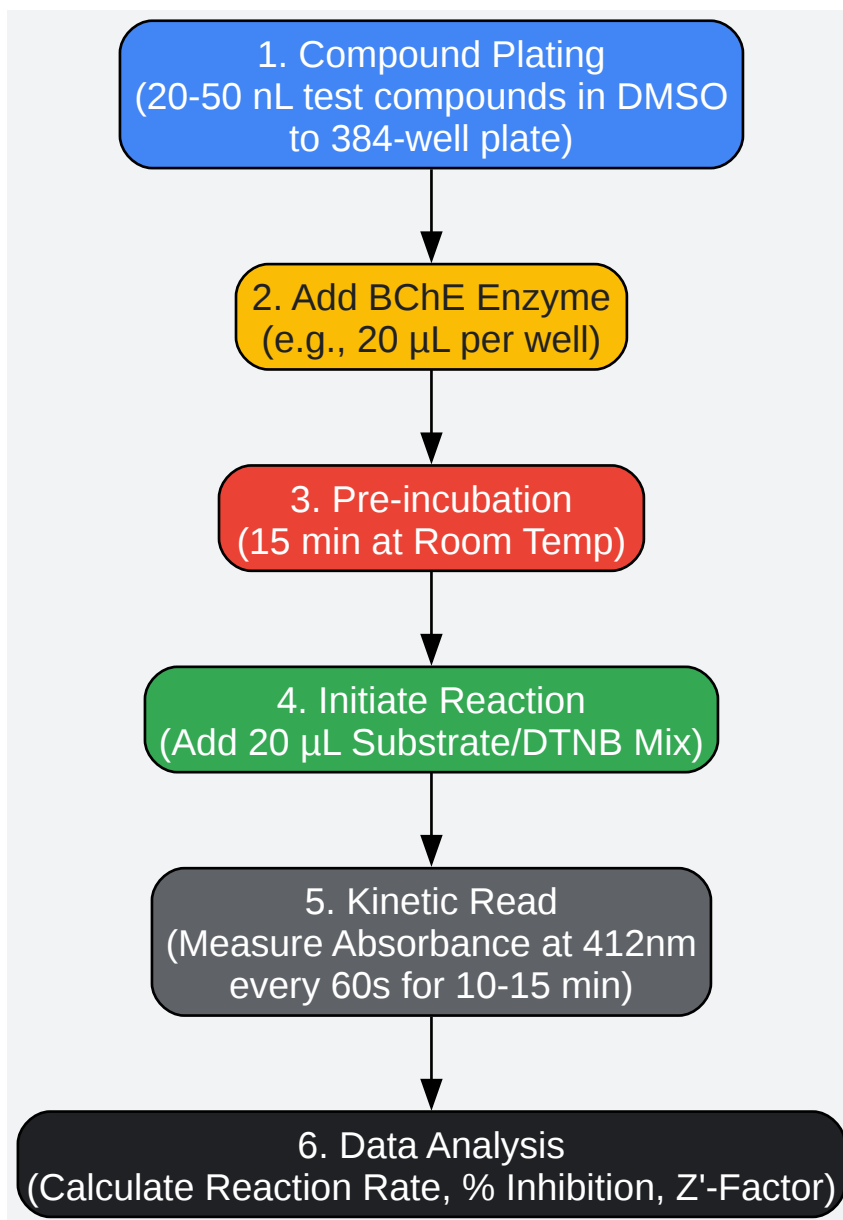 1. Compound Plating
(20-50 nL test compounds in DMSO
to 384-well plate)
2. Add BChE Enzyme
(e.g., 20 µL per well)
3. Pre-incubation
(15 min at Room Temp)
4. Initiate Reaction
(Add 20 µL Substrate/DTNB Mix)
5. Kinetic Read
(Measure Absorbance at 412nm
every 60s for 10-15 min)
6. Data Analysis
(Calculate Reaction Rate, % Inhibition, Z'-Factor)